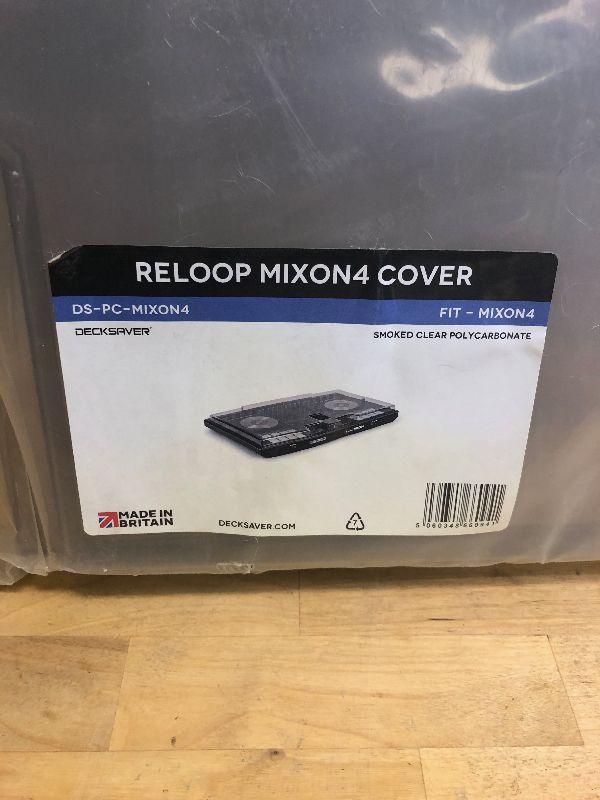 RELOOP MIXON4 COVER
DS-PC-MIXON4
FIT - MIXON4
DECKSAVER
SMOKED CLEAR POLYCARBONATE
MADE IN
BRITAIN
DECKSAVER.COM
7